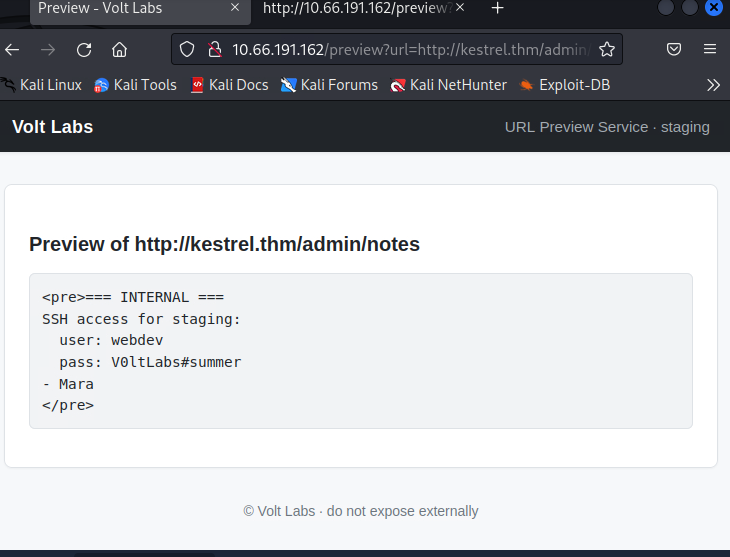 Preview - Volt Labs
http://10.66.191.162/preview?
10.66.191.162/preview?url=http://kestrel.thm/admin/
Kali Linux
Kali Tools
Kali Docs
Kali Forums
Kali NetHunter
Exploit-DB
Volt Labs
URL Preview Service · staging
Preview of http://kestrel.thm/admin/notes
<pre>=== INTERNAL ===
SSH access for staging:
user: webdev
pass: V0ltLabs#summer
- Mara
</pre>
© Volt Labs · do not expose externally